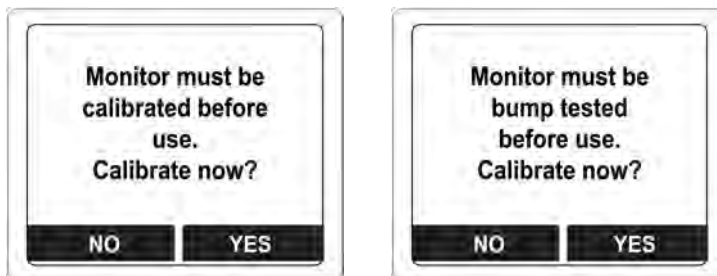 Monitor must be
calibrated before
use.
Calibrate now?
NO YES
Monitor must be
bump tested
before use.
Calibrate now?
NO YES